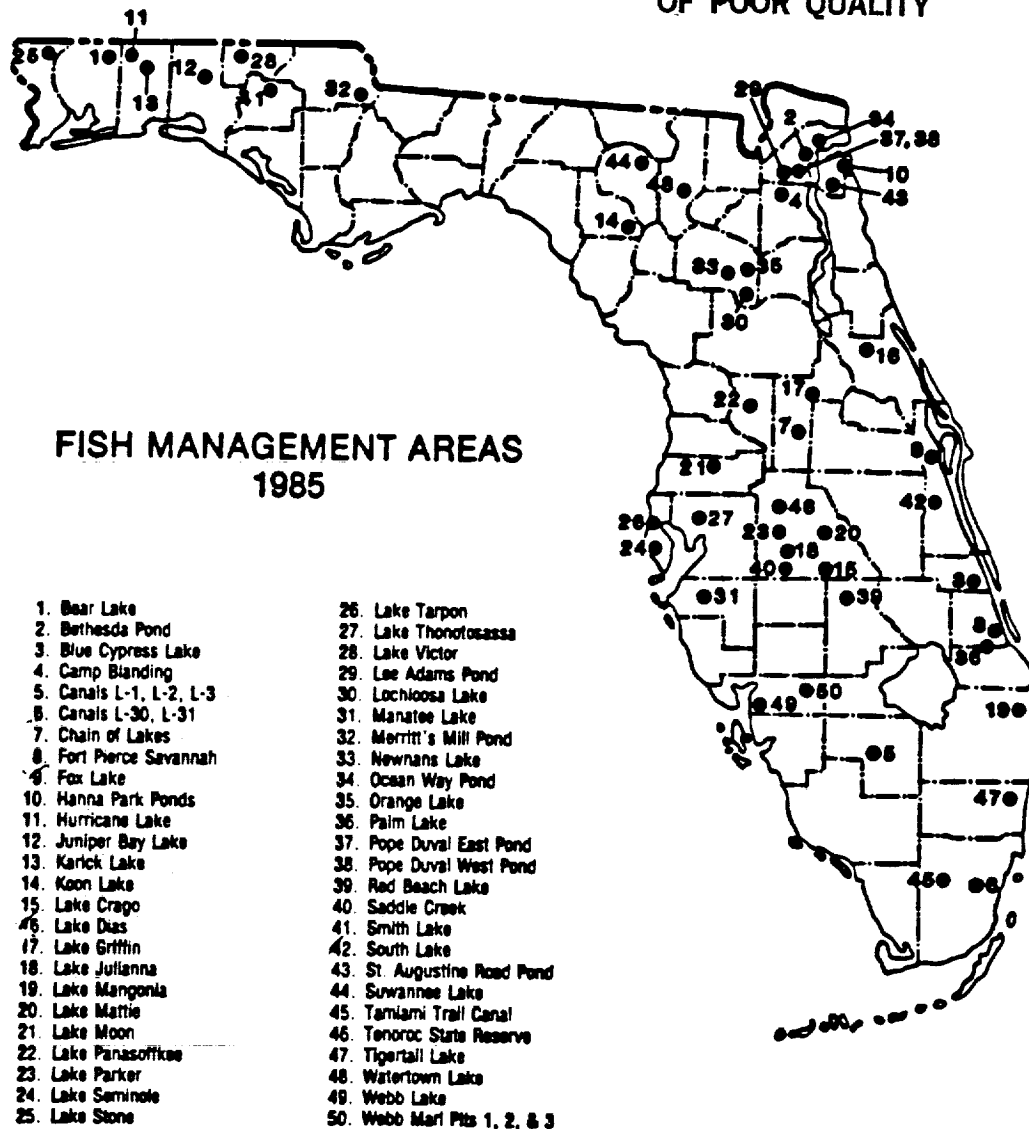 OF POOR QUALITY
11
25
1
13
12
28
41
32
29
2
34
37, 38
10
43
4
44
48
14
33
35
30
16
17
22
7
21
9
42
46
23
20
18
40
15
26
27
24
31
39
3
8
36
50
49
19
5
47
45
6
FISH MANAGEMENT AREAS
1985
1. Bear Lake
2. Bethesda Pond
3. Blue Cypress Lake
4. Camp Blanding
5. Canals L-1, L-2, L-3
6. Canals L-30, L-31
7. Chain of Lakes
8. Fort Pierce Savannah
9. Fox Lake
10. Hanna Park Ponds
11. Hurricane Lake
12. Juniper Bay Lake
13. Karick Lake
14. Koon Lake
15. Lake Crago
16. Lake Dias
17. Lake Griffin
18. Lake Julianna
19. Lake Mangonia
20. Lake Mattie
21. Lake Moon
22. Lake Panasoffkee
23. Lake Parker
24. Lake Seminole
25. Lake Stone
26. Lake Tarpon
27. Lake Thonotosassa
28. Lake Victor
29. Lee Adams Pond
30. Lochloosa Lake
31. Manatee Lake
32. Merritt's Mill Pond
33. Newnans Lake
34. Ocean Way Pond
35. Orange Lake
36. Palm Lake
37. Pope Duval East Pond
38. Pope Duval West Pond
39. Red Beach Lake
40. Saddle Creek
41. Smith Lake
42. South Lake
43. St. Augustine Road Pond
44. Suwannee Lake
45. Tamiami Trail Canal
46. Tenoroc State Reserve
47. Tigertail Lake
48. Watertown Lake
49. Webb Lake
50. Webb Marl Pits 1, 2, & 3